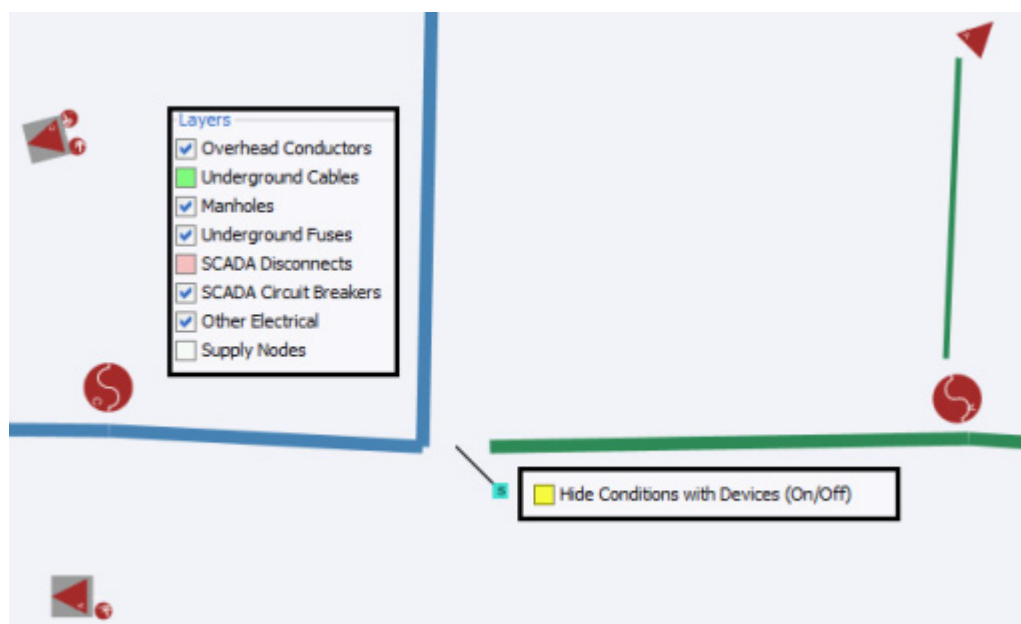 Layers
Overhead Conductors
Underground Cables
Manholes
Underground Fuses
SCADA Disconnects
SCADA Circuit Breakers
Other Electrical
Supply Nodes
S
Hide Conditions with Devices (On/Off)